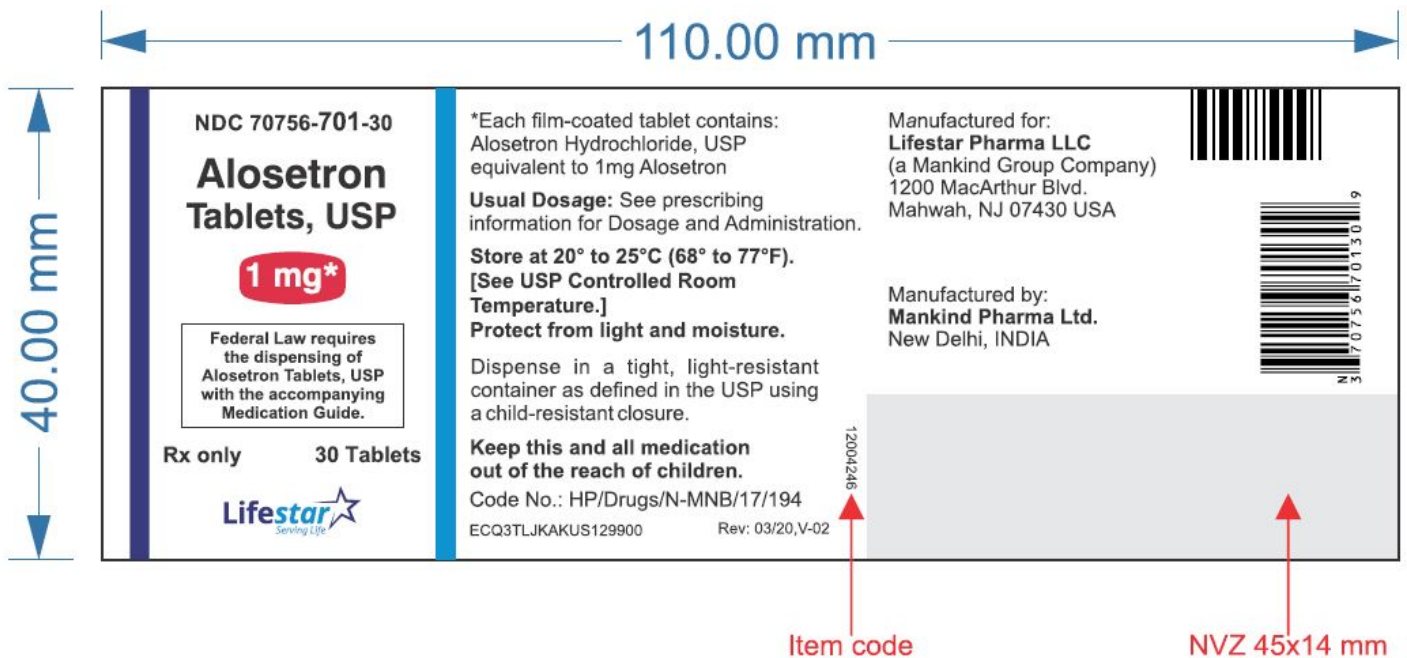 110.00 mm
40.00 mm
NDC 70756-701-30
Alosetron
Tablets, USP
1 mg*
Federal Law requires
the dispensing of
Alosetron Tablets, USP
with the accompanying
Medication Guide.
Rx only 30 Tablets
Lifestar
Serving Life
*Each film-coated tablet contains:
Alosetron Hydrochloride, USP
equivalent to 1mg Alosetron
Usual Dosage: See prescribing
information for Dosage and Administration.
Store at 20° to 25°C (68° to 77°F).
[See USP Controlled Room
Temperature.]
Protect from light and moisture.
Dispense in a tight, light-resistant
container as defined in the USP using
a child-resistant closure.
Keep this and all medication
out of the reach of children.
Code No.: HP/Drugs/N-MNB/17/194
ECQ3TLJKAKUS129900 Rev: 03/20,V-02
12004246
Manufactured for:
Lifestar Pharma LLC
(a Mankind Group Company)
1200 MacArthur Blvd.
Mahwah, NJ 07430 USA
Manufactured by:
Mankind Pharma Ltd.
New Delhi, INDIA
N 3 70756 70130 9
Item code
NVZ 45x14 mm